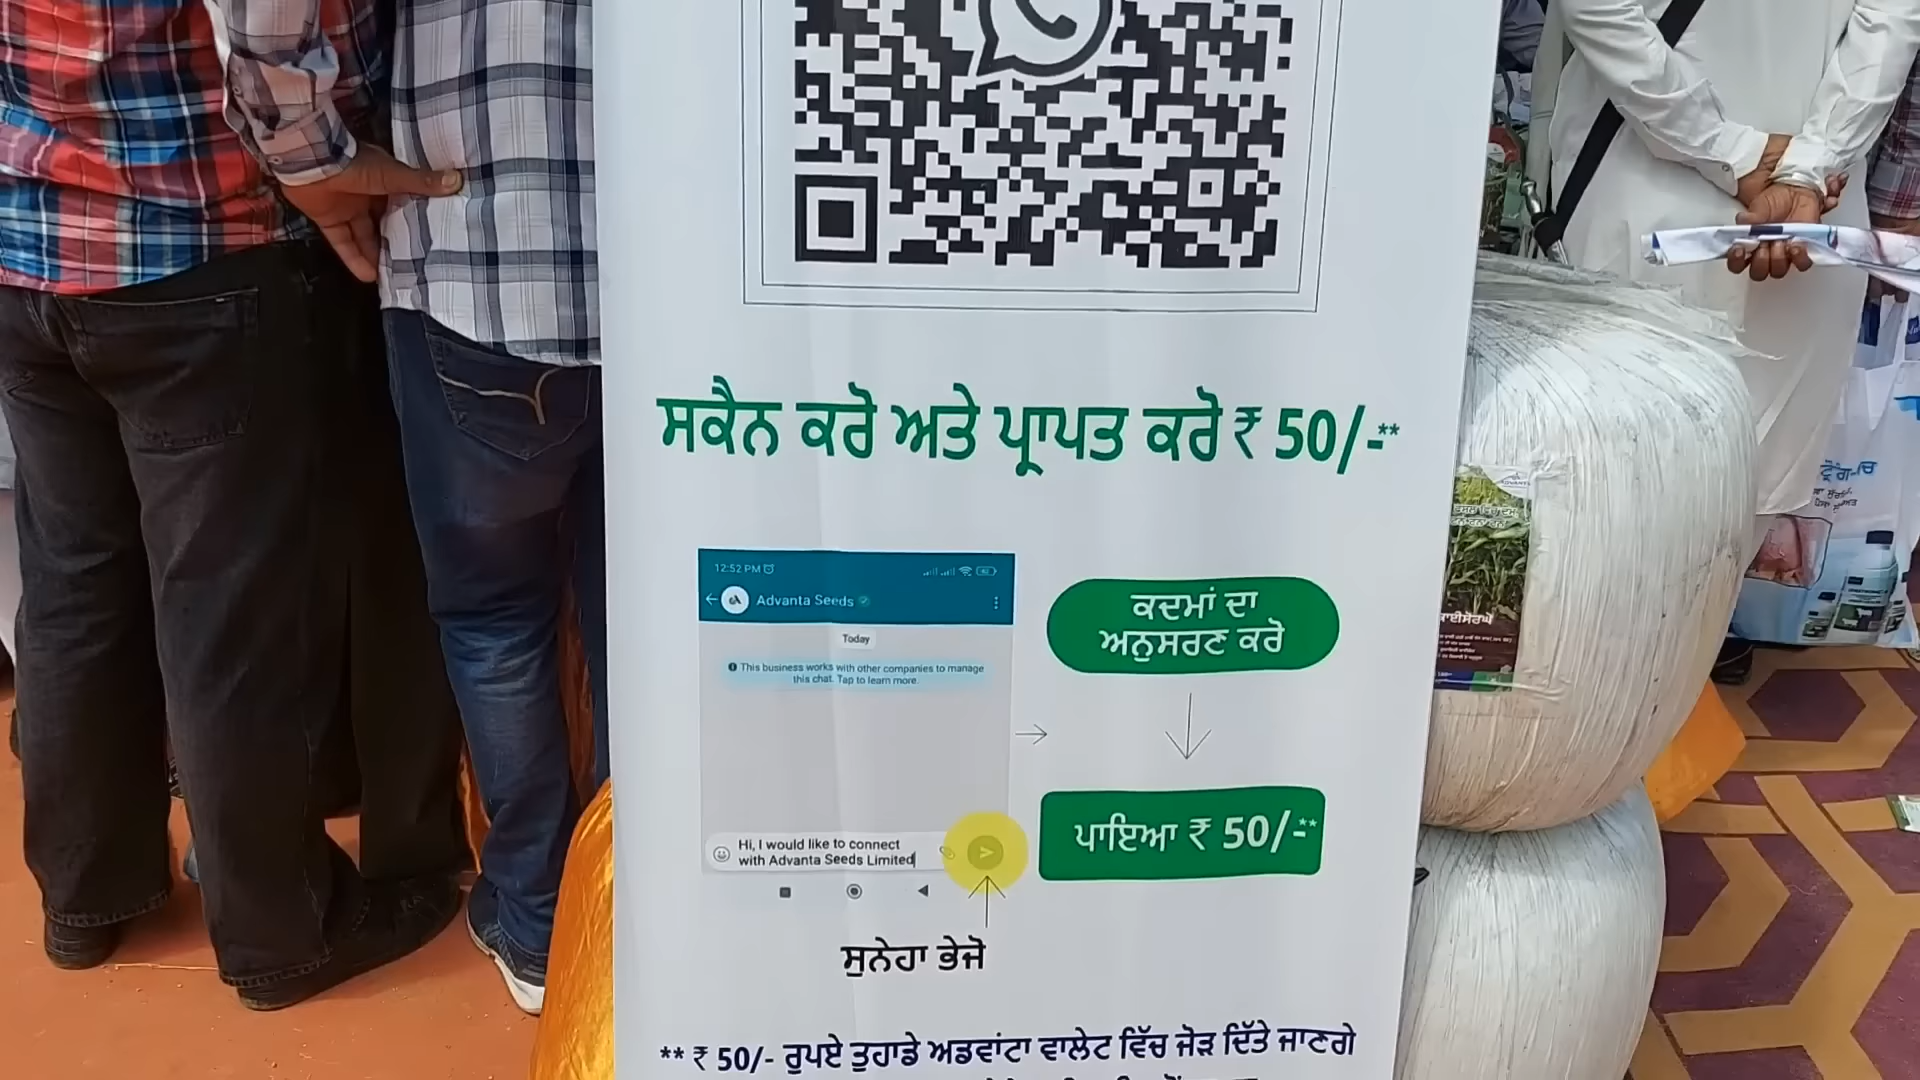 ਸਕੈਨ ਕਰੋ ਅਤੇ ਪ੍ਰਾਪਤ ਕਰੋ ₹ 50/-**
12:52 PM
Advanta Seeds
Today
This business works with other companies to manage
this chat. Tap to learn more.
Hi, I would like to connect
with Advanta Seeds Limited
ਕਦਮਾਂ ਦਾ
ਅਨੁਸਰਣ ਕਰੋ
ਪਾਇਆ ₹ 50/-**
ਸੁਨੇਹਾ ਭੇਜੋ
** ₹ 50/- ਰੁਪਏ ਤੁਹਾਡੇ ਅਡਵਾਂਟਾ ਵਾਲੇਟ ਵਿੱਚ ਜੋੜ ਦਿੱਤੇ ਜਾਣਗੇ